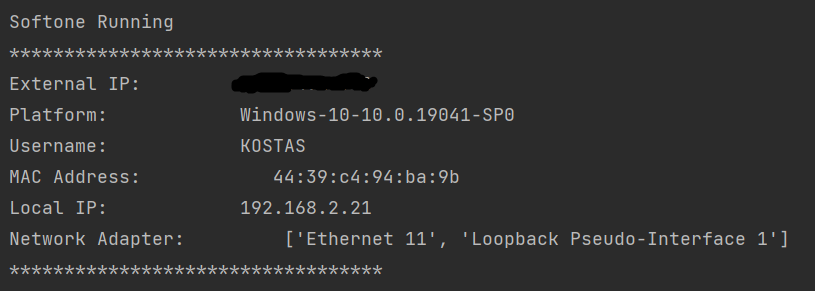 Softone Running
**********************************
External IP:
Platform: Windows-10-10.0.19041-SP0
Username: KOSTAS
MAC Address: 44:39:c4:94:ba:9b
Local IP: 192.168.2.21
Network Adapter: ['Ethernet 11', 'Loopback Pseudo-Interface 1']
**********************************